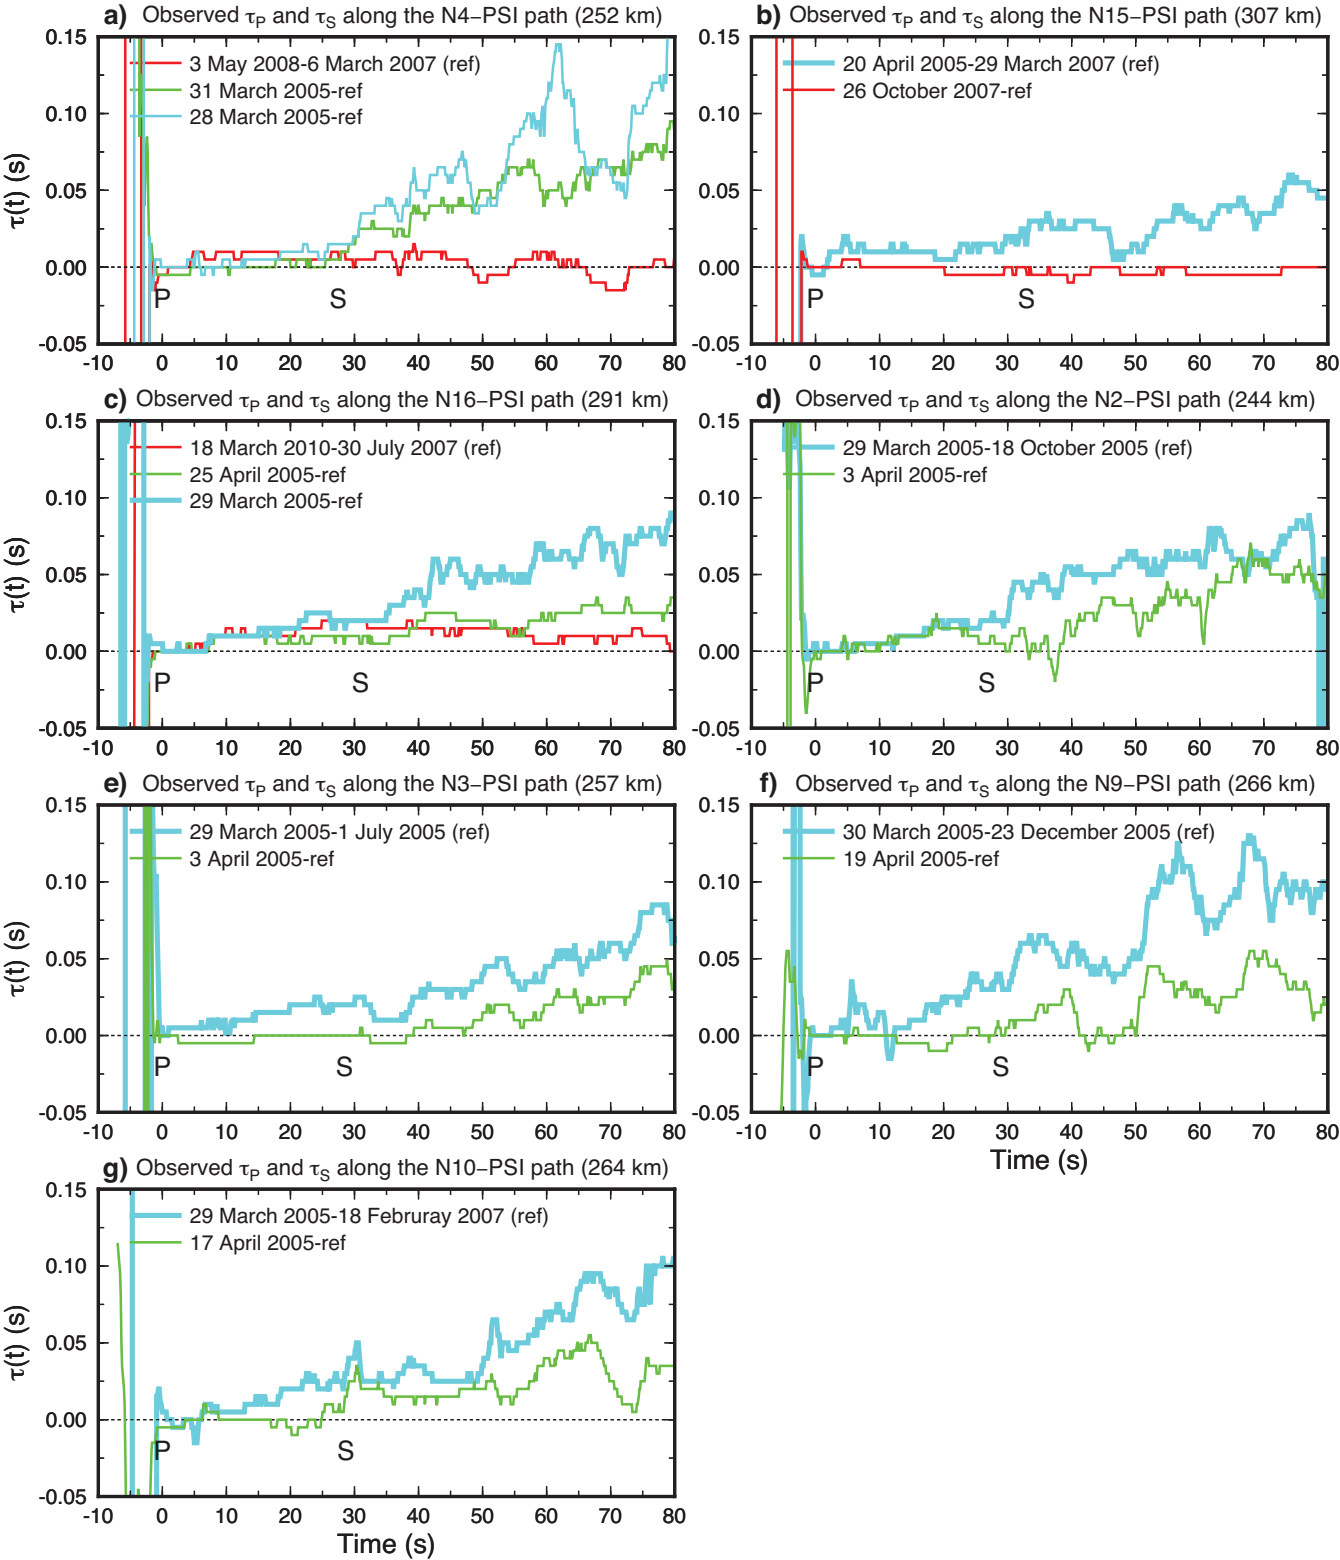 a) Observed τP and τS along the N4–PSI path (252 km)
0.15
0.10
0.05
0.00
-0.05
τ(t) (s)
3 May 2008-6 March 2007 (ref)
31 March 2005-ref
28 March 2005-ref
P
S
-10 0 10 20 30 40 50 60 70 80
b) Observed τP and τS along the N15–PSI path (307 km)
0.15
0.10
0.05
0.00
-0.05
20 April 2005-29 March 2007 (ref)
26 October 2007-ref
P
S
-10 0 10 20 30 40 50 60 70 80
c) Observed τP and τS along the N16–PSI path (291 km)
0.15
0.10
0.05
0.00
-0.05
τ(t) (s)
18 March 2010-30 July 2007 (ref)
25 April 2005-ref
29 March 2005-ref
P
S
-10 0 10 20 30 40 50 60 70 80
d) Observed τP and τS along the N2–PSI path (244 km)
0.15
0.10
0.05
0.00
-0.05
29 March 2005-18 October 2005 (ref)
3 April 2005-ref
P
S
-10 0 10 20 30 40 50 60 70 80
e) Observed τP and τS along the N3–PSI path (257 km)
0.15
0.10
0.05
0.00
-0.05
τ(t) (s)
29 March 2005-1 July 2005 (ref)
3 April 2005-ref
P
S
-10 0 10 20 30 40 50 60 70 80
f) Observed τP and τS along the N9–PSI path (266 km)
0.15
0.10
0.05
0.00
-0.05
30 March 2005-23 December 2005 (ref)
19 April 2005-ref
P
S
-10 0 10 20 30 40 50 60 70 80
Time (s)
g) Observed τP and τS along the N10–PSI path (264 km)
0.15
0.10
0.05
0.00
-0.05
τ(t) (s)
29 March 2005-18 Februray 2007 (ref)
17 April 2005-ref
P
S
-10 0 10 20 30 40 50 60 70 80
Time (s)